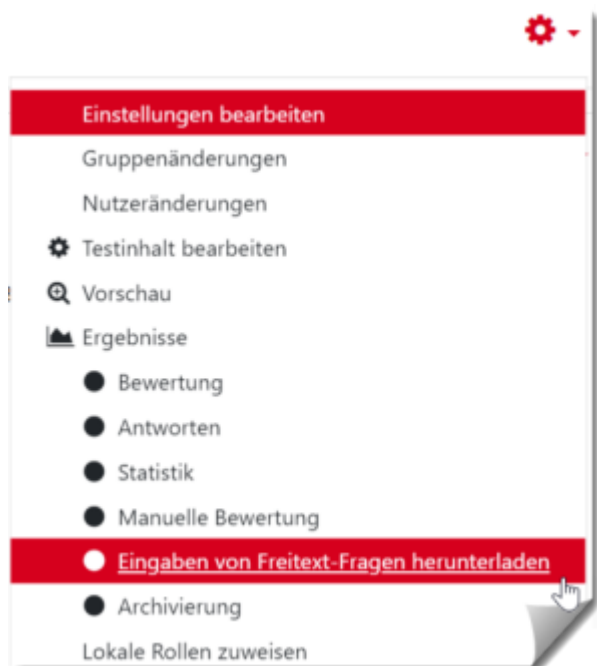 Einstellungen bearbeiten
Gruppenänderungen
Nutzeränderungen
Testinhalt bearbeiten
Vorschau
Ergebnisse
Bewertung
Antworten
Statistik
Manuelle Bewertung
Eingaben von Freitext-Fragen herunterladen
Archivierung
Lokale Rollen zuweisen